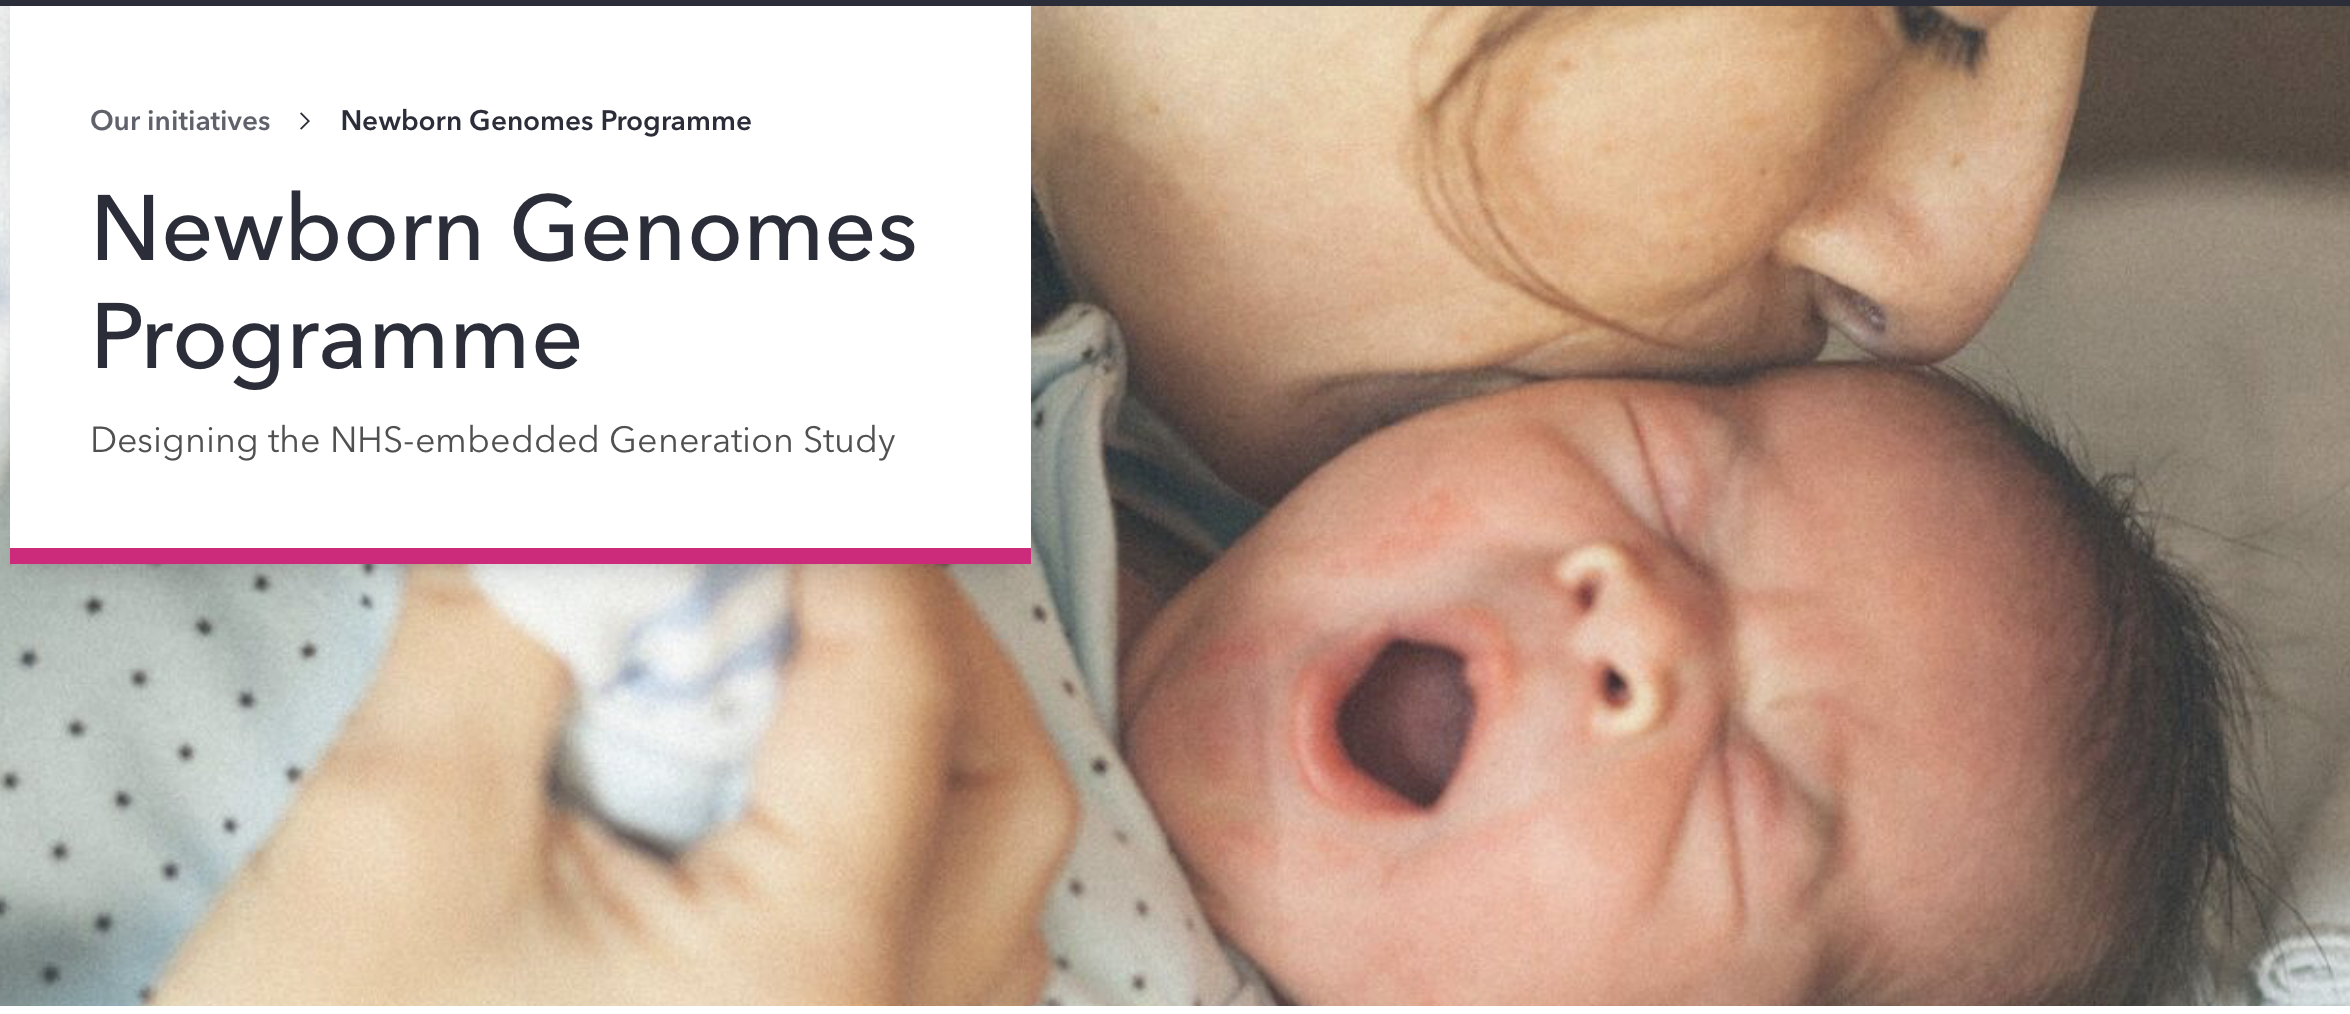 Our initiatives > Newborn Genomes Programme
Newborn Genomes
Programme
Designing the NHS-embedded Generation Study